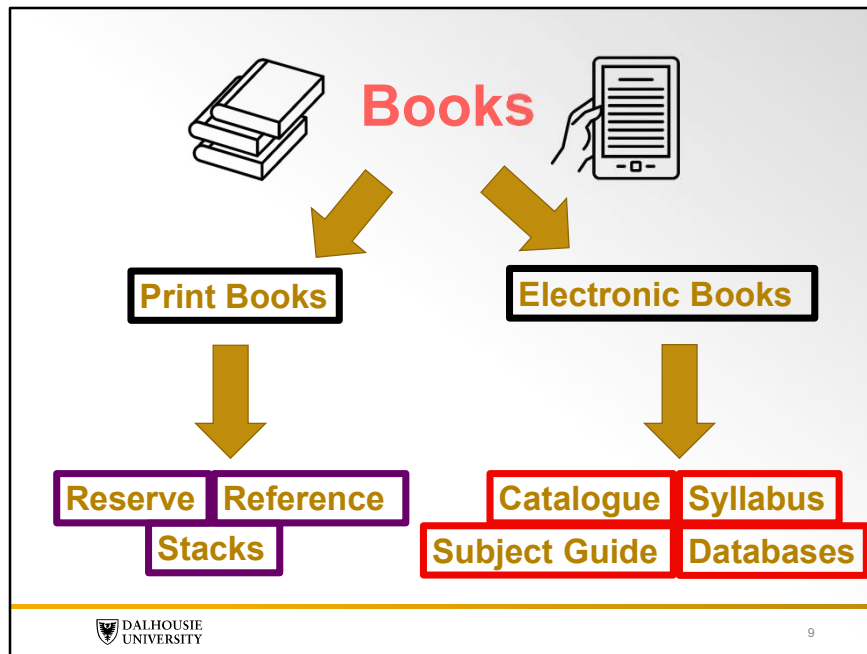 Books
Print Books
Electronic Books
Reserve Reference
Stacks
Catalogue Syllabus
Subject Guide Databases
DALHOUSIE
UNIVERSITY
9